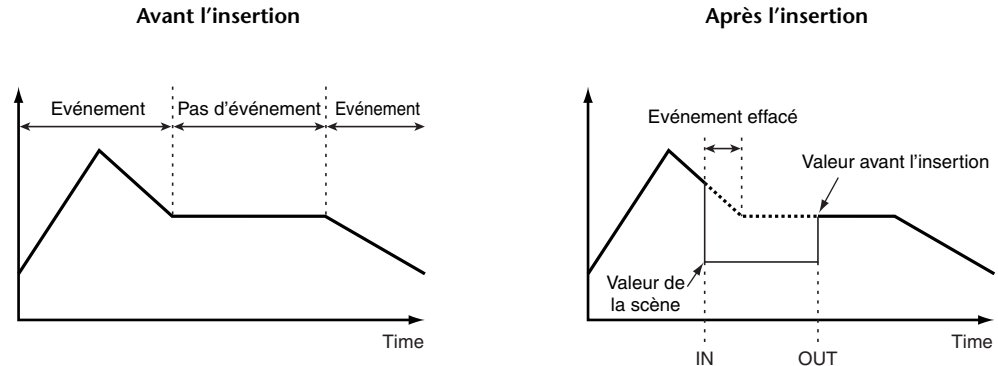 Avant l'insertion
Evénement
Pas d'événement
Evénement
Time
Après l'insertion
Evénement effacé
Valeur avant l'insertion
Valeur de
la scène
Time
IN
OUT